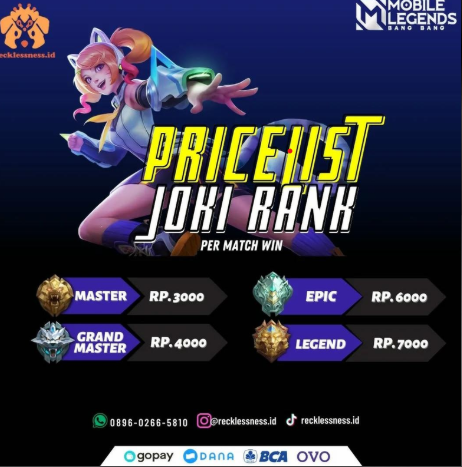 recklessness.id
MOBILE
LEGENDS
BANG BANG
PRICELIST
JOKI RANK
PER MATCH WIN
MASTER RP.3000
EPIC RP.6000
GRAND
MASTER RP.4000
LEGEND RP.7000
0896-0266-5810 @recklessness.id recklessness.id
gopay DANA BCA OVO